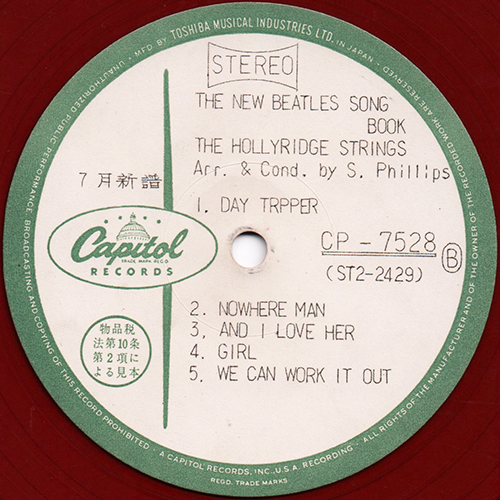 MFD BY TOSHIBA MUSICAL INDUSTRIES LTD. IN JAPAN · ALL RIGHTS OF THE MANUFACTURER AND OF THE OWNER OF THE RECORDED WORK ARE RESERVED
UNAUTHORIZED PUBLIC PERFORMANCE, BROADCASTING AND COPYING OF THIS RECORD PROHIBITED
STEREO
THE NEW BEATLES SONG
BOOK
THE HOLLYRIDGE STRINGS
Arr. & Cond. by S. Phillips
7月新譜
1. DAY TRPPER
Capitol
TRADE MARK REGD
RECORDS
CP-7528 B
(ST2-2429)
2. NOWHERE MAN
3, AND I LOVE HER
4. GIRL
5, WE CAN WORK IT OUT
物品税
法第10条
第2項に
よる見本
· A CAPITOL RECORDS, INC., U.S.A. RECORDING ·
REGD. TRADE MARKS